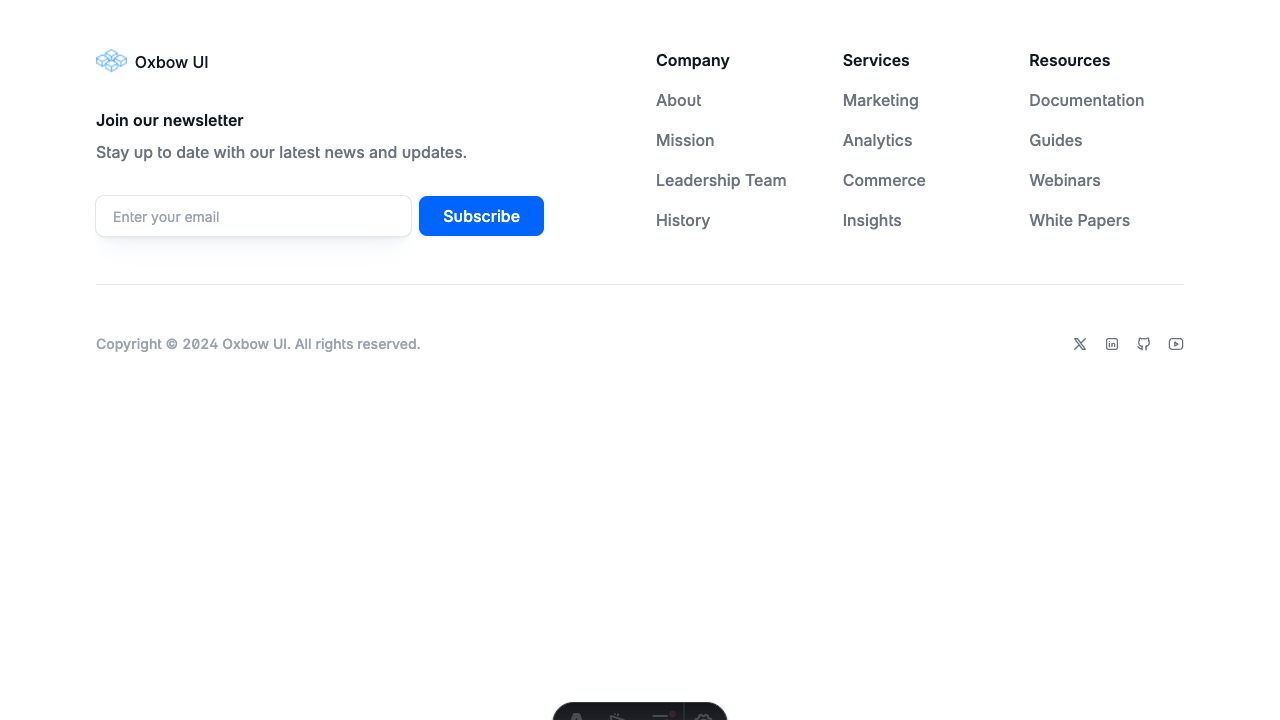 Oxbow UI
Join our newsletter
Stay up to date with our latest news and updates.
Enter your email
Subscribe
Company
About
Mission
Leadership Team
History
Services
Marketing
Analytics
Commerce
Insights
Resources
Documentation
Guides
Webinars
White Papers
Copyright © 2024 Oxbow UI. All rights reserved.